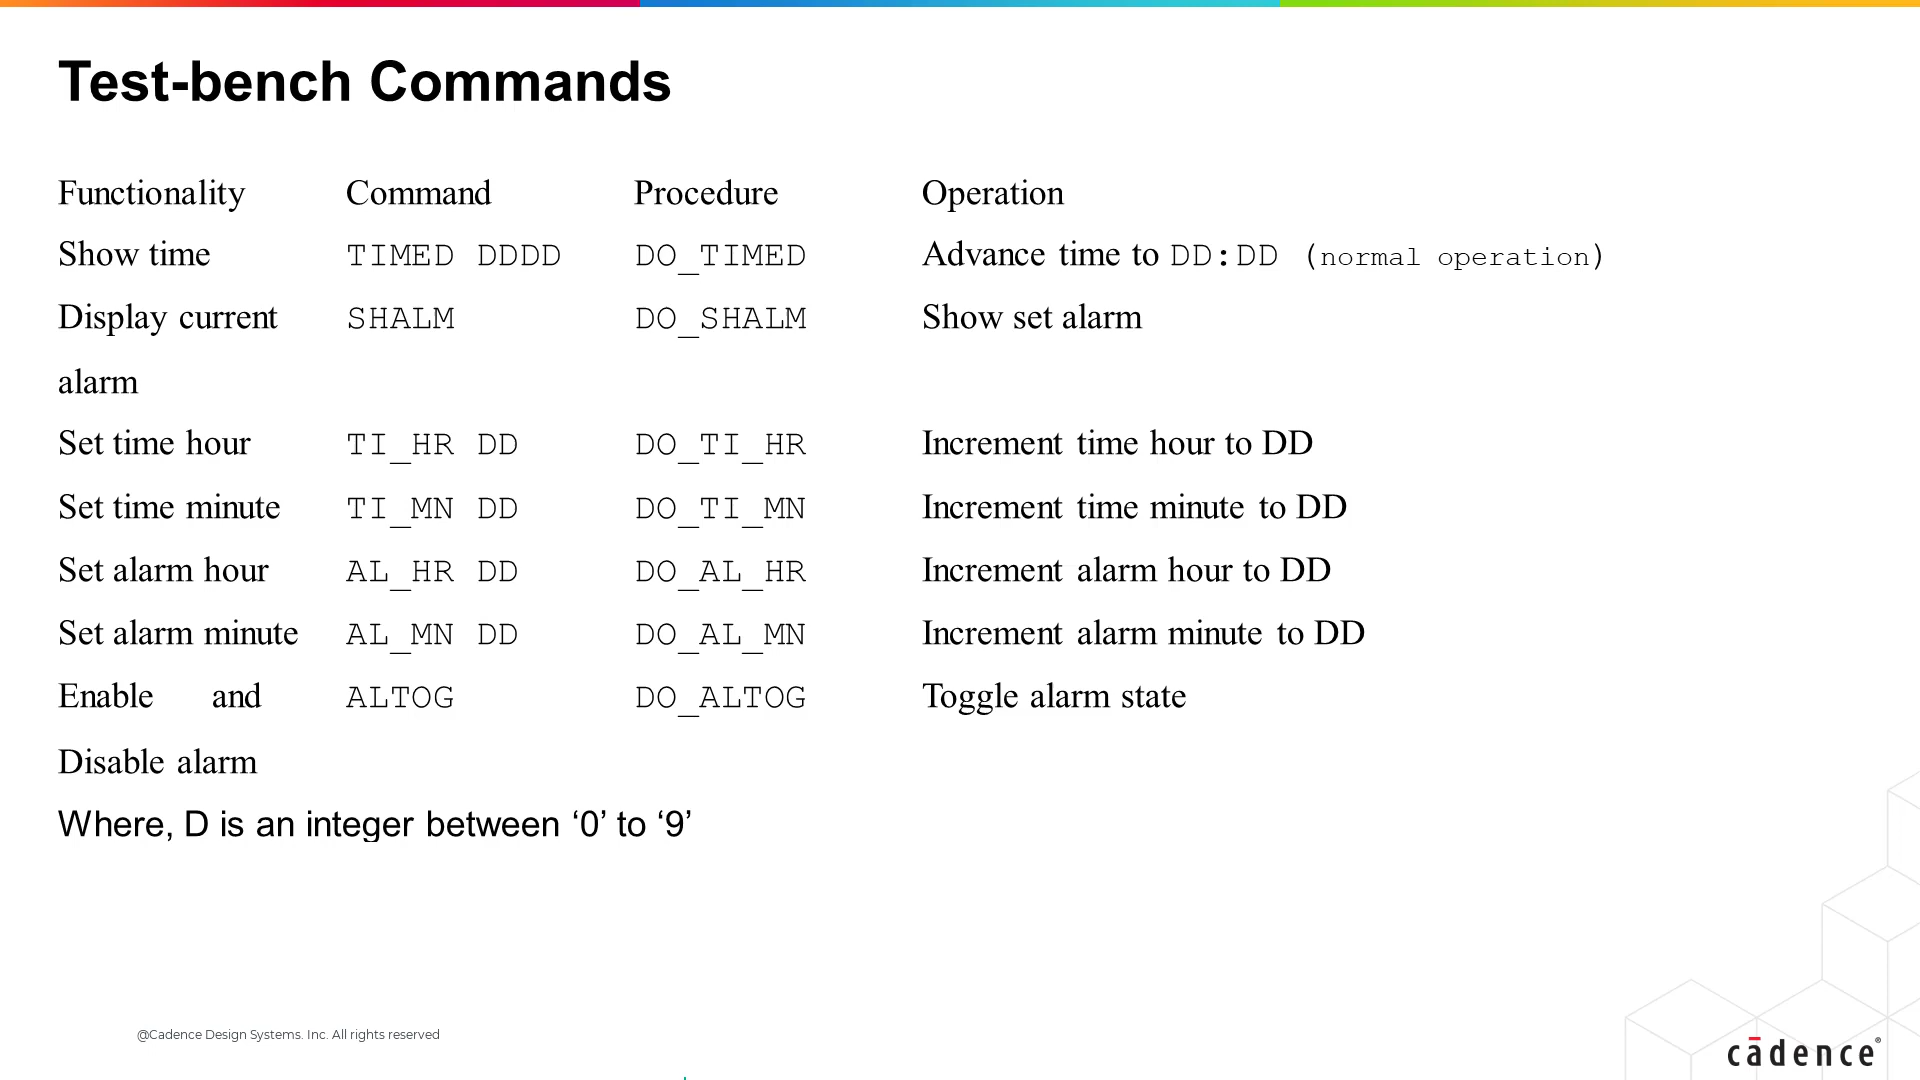 Test-bench Commands
Functionality Command Procedure Operation
Show time TIMED DDDD DO_TIMED Advance time to DD:DD (normal operation)
Display current SHALM DO_SHALM Show set alarm
alarm
Set time hour TI_HR DD DO_TI_HR Increment time hour to DD
Set time minute TI_MN DD DO_TI_MN Increment time minute to DD
Set alarm hour AL_HR DD DO_AL_HR Increment alarm hour to DD
Set alarm minute AL_MN DD DO_AL_MN Increment alarm minute to DD
Enable and ALTOG DO_ALTOG Toggle alarm state
Disable alarm
Where, D is an integer between ‘0’ to ‘9’
@Cadence Design Systems. Inc. All rights reserved
cādence®